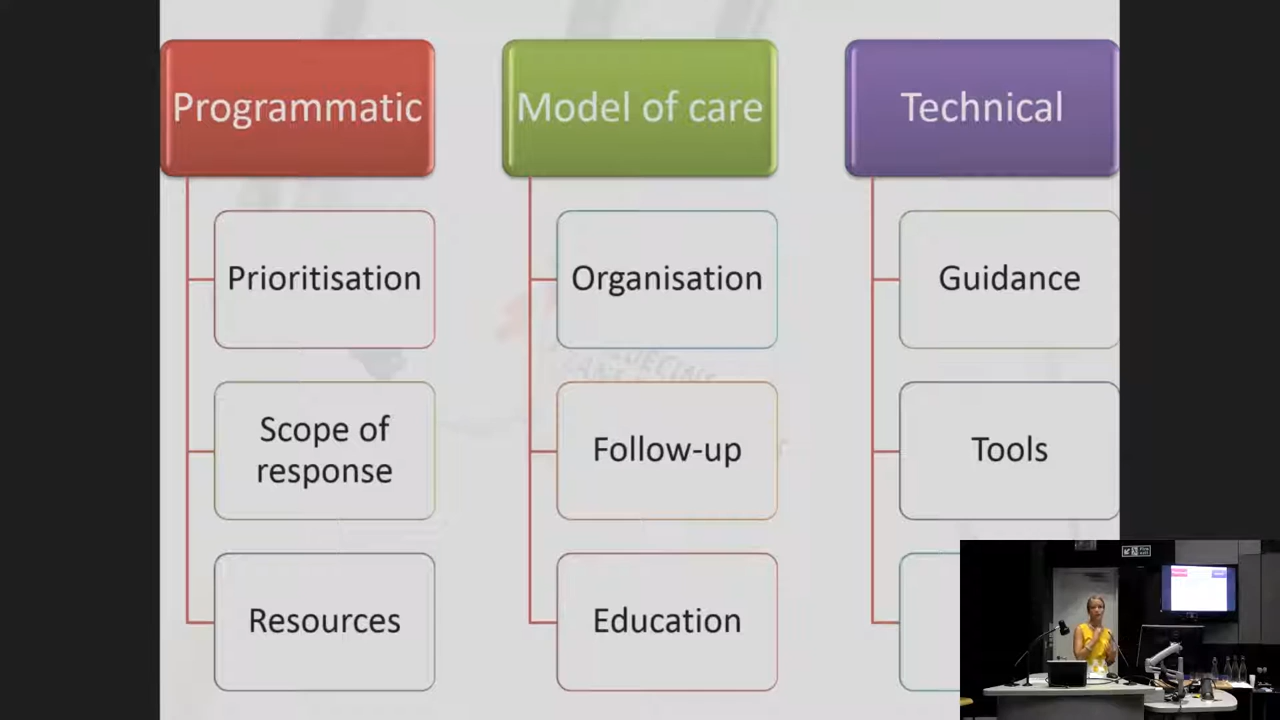 Programmatic
Model of care
Technical
Prioritisation
Organisation
Guidance
Scope of
response
Follow-up
Tools
Resources
Education